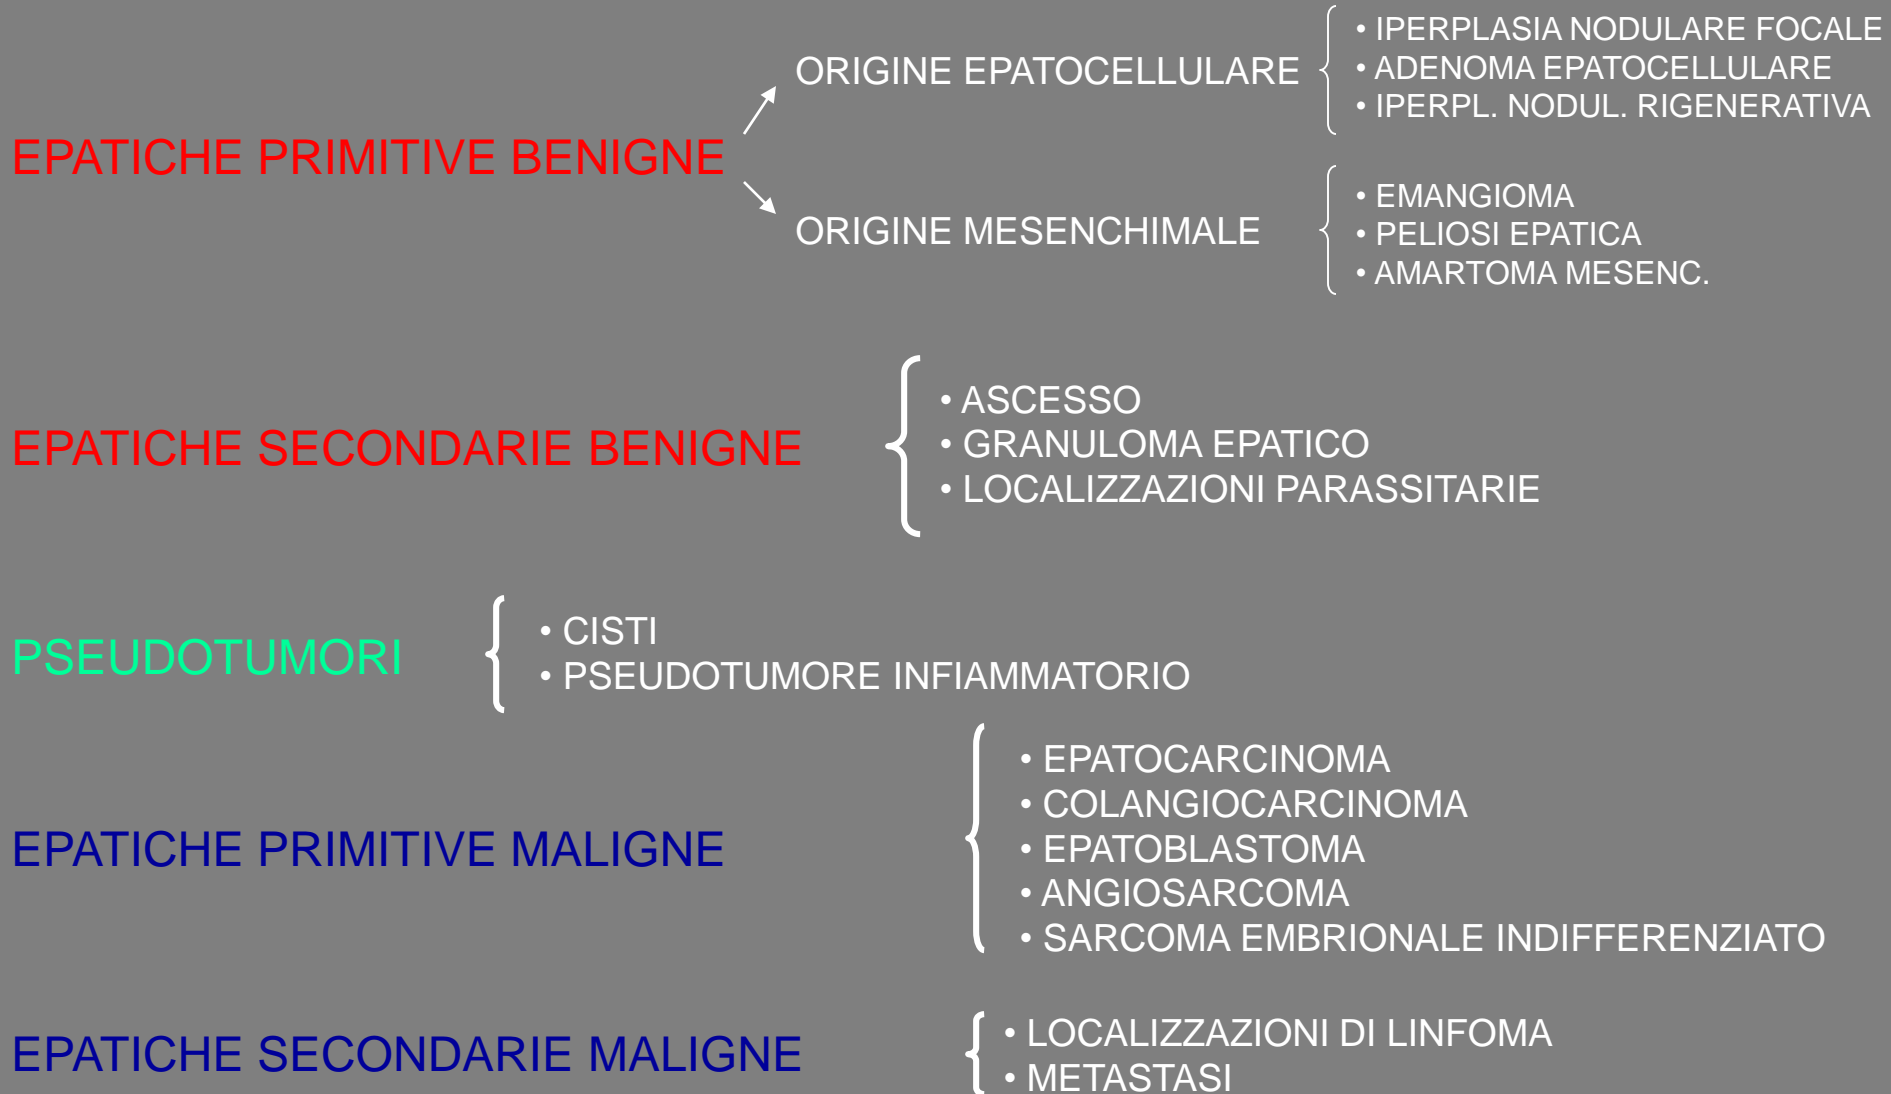 EPATICHE PRIMITIVE BENIGNE
ORIGINE EPATOCELLULARE
• IPERPLASIA NODULARE FOCALE
• ADENOMA EPATOCELLULARE
• IPERPL. NODUL. RIGENERATIVA
ORIGINE MESENCHIMALE
• EMANGIOMA
• PELIOSI EPATICA
• AMARTOMA MESENC.
EPATICHE SECONDARIE BENIGNE
• ASCESSO
• GRANULOMA EPATICO
• LOCALIZZAZIONI PARASSITARIE
PSEUDOTUMORI
• CISTI
• PSEUDOTUMORE INFIAMMATORIO
EPATICHE PRIMITIVE MALIGNE
• EPATOCARCINOMA
• COLANGIOCARCINOMA
• EPATOBLASTOMA
• ANGIOSARCOMA
• SARCOMA EMBRIONALE INDIFFERENZIATO
EPATICHE SECONDARIE MALIGNE
• LOCALIZZAZIONI DI LINFOMA
• METASTASI